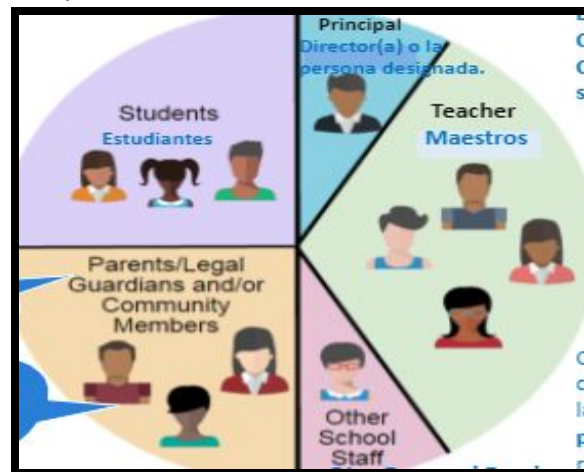 Principal
Director(a) o la
persona designada.
Students
Estudiantes
Teacher
Maestros
Parents/Legal
Guardians and/or
Community
Members
Other
School
Staff